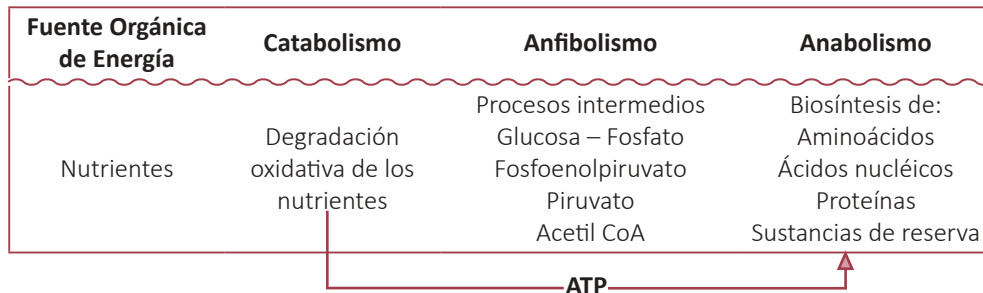 Fuente Orgánica
de Energía
Catabolismo
Anfibolismo
Anabolismo
Nutrientes
Degradación
oxidativa de los
nutrientes
Procesos intermedios
Glucosa – Fosfato
Fosfoenolpiruvato
Piruvato
Acetil CoA
Biosíntesis de:
Aminoácidos
Ácidos nucléicos
Proteínas
Sustancias de reserva
ATP